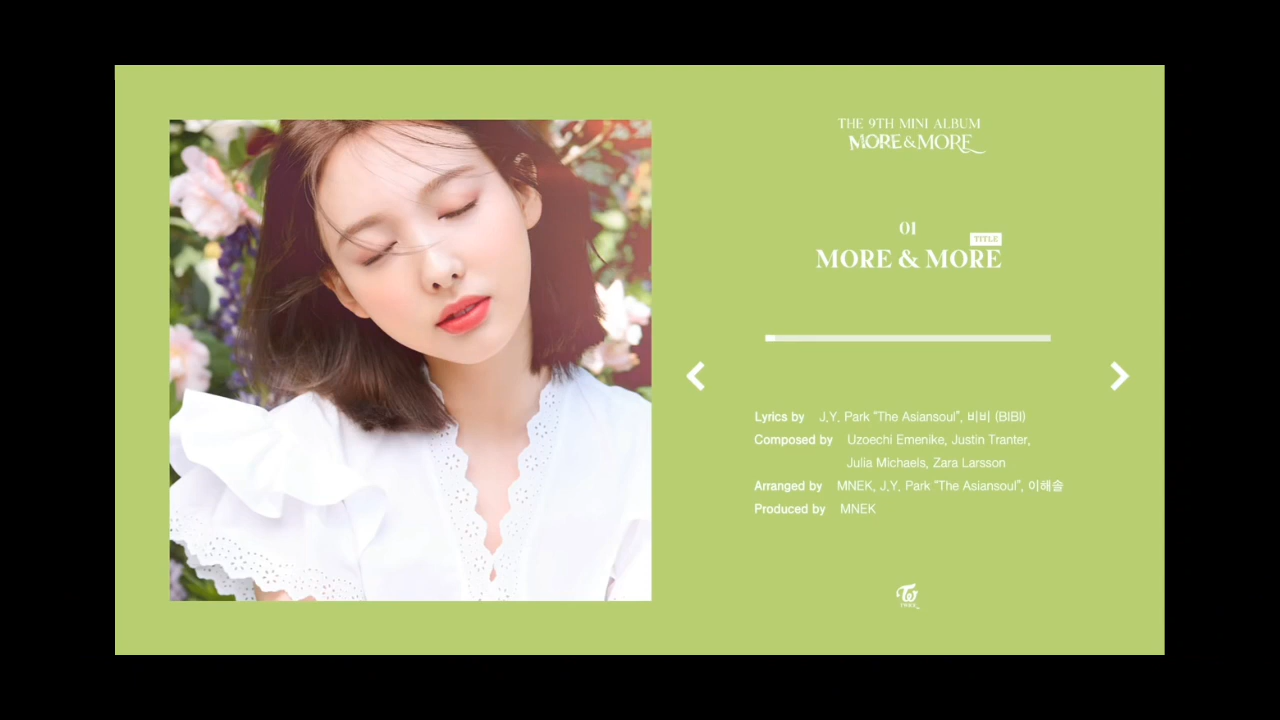 THE 9TH MINI ALBUM
MORE & MORE
01
TITLE
MORE & MORE
Lyrics by J.Y. Park “The Asiansoul”, 비비 (BIBI)
Composed by Uzoechi Emenike, Justin Tranter,
Julia Michaels, Zara Larsson
Arranged by MNEK, J.Y. Park “The Asiansoul”, 이해솔
Produced by MNEK
TWICE